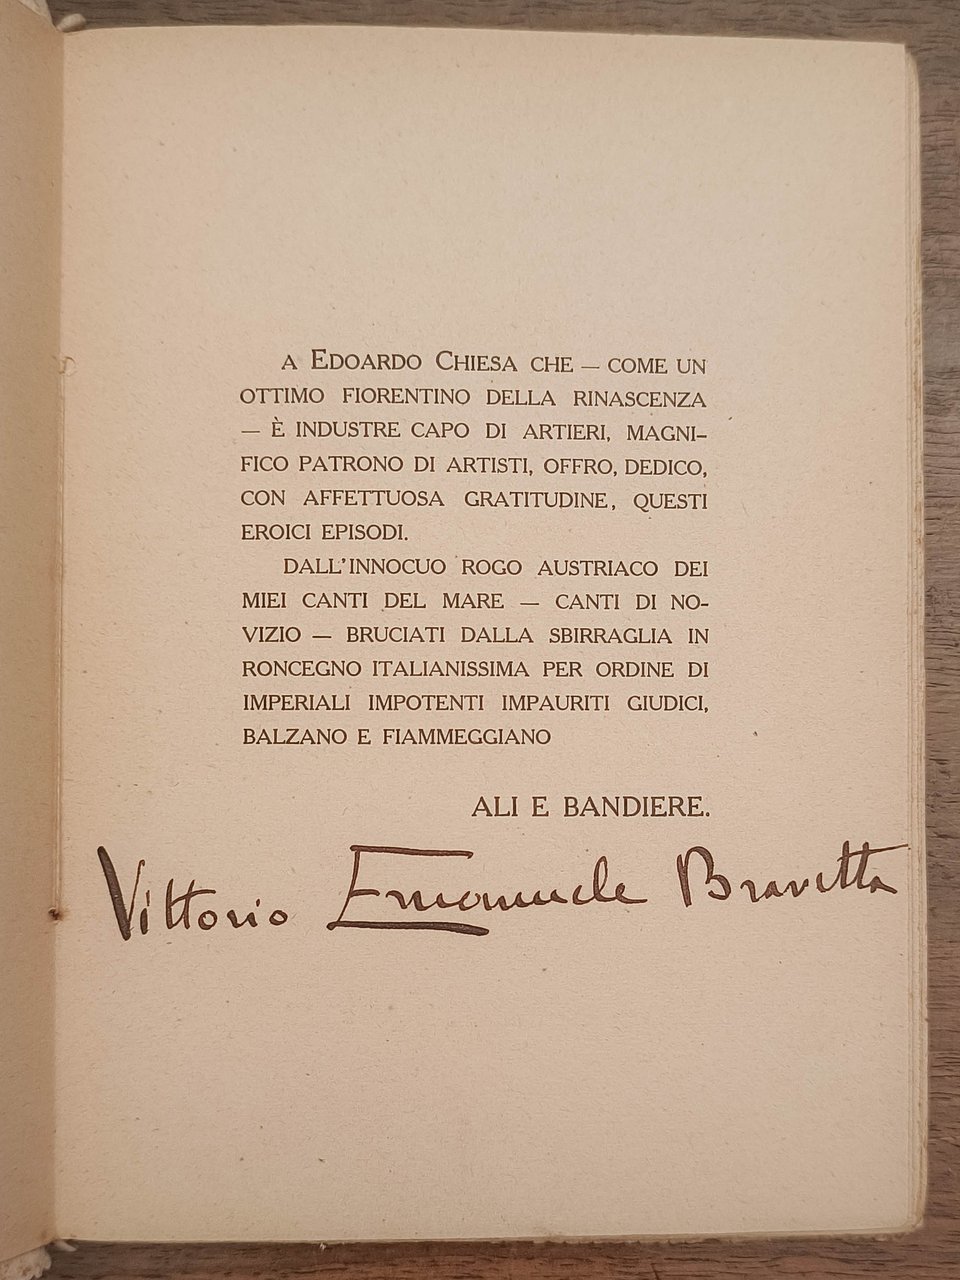 A EDOARDO CHIESA CHE — COME UN
OTTIMO FIORENTINO DELLA RINASCENZA
— È INDUSTRE CAPO DI ARTIERI, MAGNI-
FICO PATRONO DI ARTISTI, OFFRO, DEDICO,
CON AFFETTUOSA GRATITUDINE, QUESTI
EROICI EPISODI.
DALL'INNOCUO ROGO AUSTRIACO DEI
MIEI CANTI DEL MARE — CANTI DI NO-
VIZIO — BRUCIATI DALLA SBIRRAGLIA IN
RONCEGNO ITALIANISSIMA PER ORDINE DI
IMPERIALI IMPOTENTI IMPAURITI GIUDICI,
BALZANO E FIAMMEGGIANO
ALI E BANDIERE.
Vittorio Emanuele Bravetta